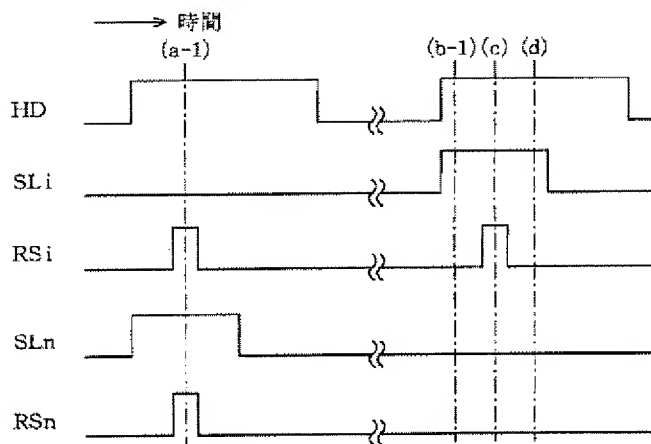 時間
(a-1) (b-1) (c) (d)
HD
SLi
RSi
SLn
RSn